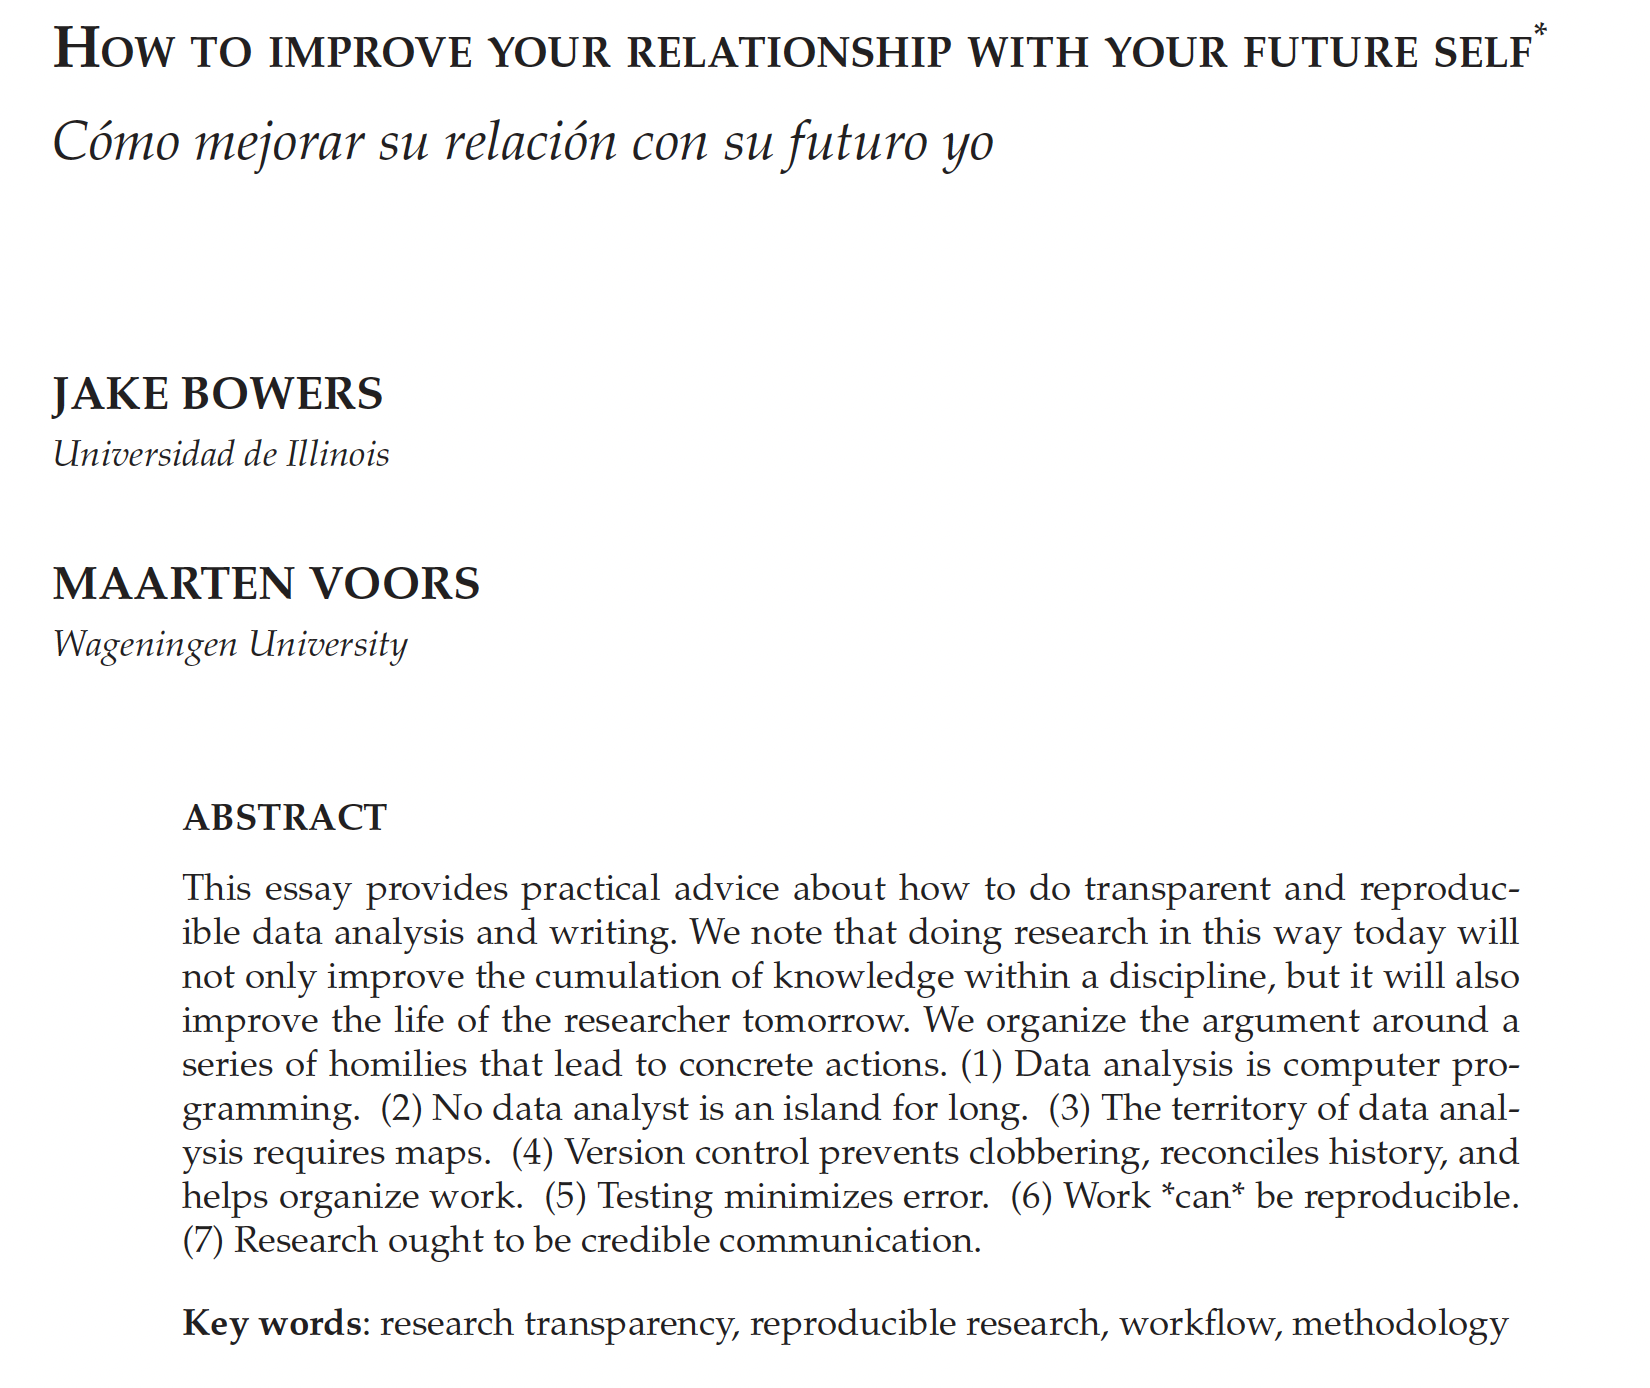 HOW TO IMPROVE YOUR RELATIONSHIP WITH YOUR FUTURE SELF*
Cómo mejorar su relación con su futuro yo
JAKE BOWERS
Universidad de Illinois
MAARTEN VOORS
Wageningen University
ABSTRACT
This essay provides practical advice about how to do transparent and reproduc-
ible data analysis and writing. We note that doing research in this way today will
not only improve the cumulation of knowledge within a discipline, but it will also
improve the life of the researcher tomorrow. We organize the argument around a
series of homilies that lead to concrete actions. (1) Data analysis is computer pro-
gramming. (2) No data analyst is an island for long. (3) The territory of data anal-
ysis requires maps. (4) Version control prevents clobbering, reconciles history, and
helps organize work. (5) Testing minimizes error. (6) Work *can* be reproducible.
(7) Research ought to be credible communication.
Key words: research transparency, reproducible research, workflow, methodology